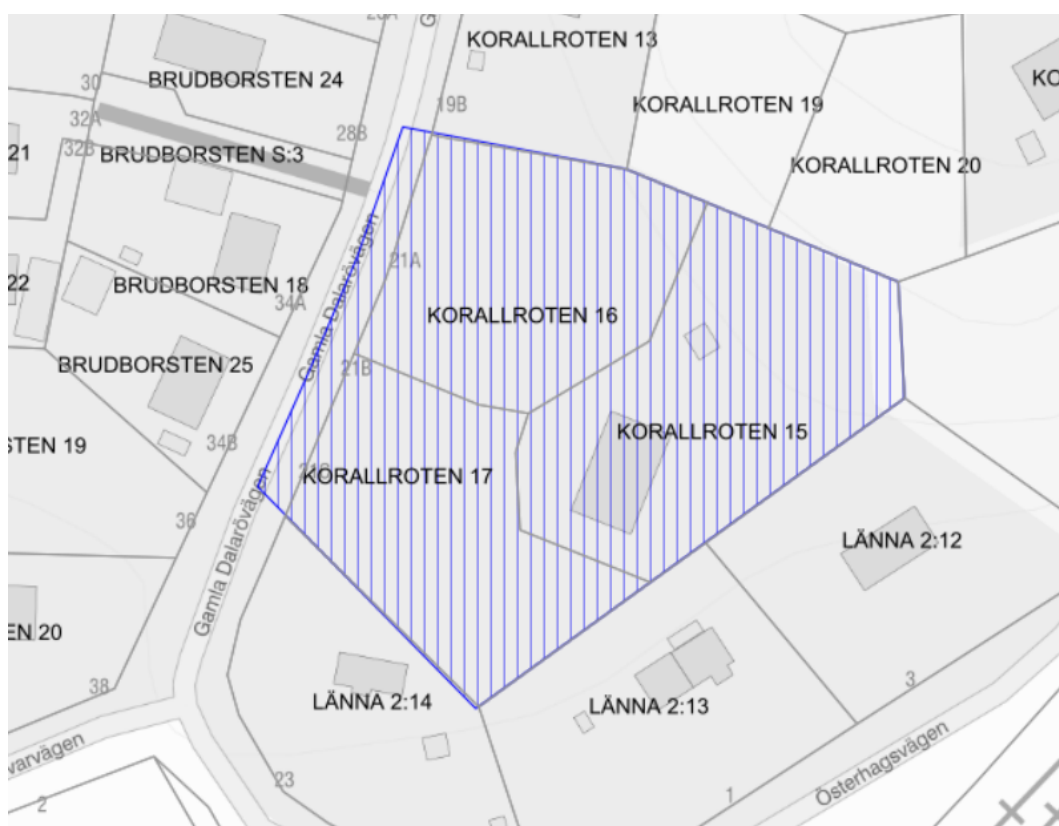 KORALLROTEN 13
BRUDBORSTEN 24
KO
30
19B
KORALLROTEN 19
32A
28B
32B
21
BRUDBORSTEN S:3
KORALLROTEN 20
Gamla Dalarövägen
21A
22
BRUDBORSTEN 18
34A
KORALLROTEN 16
BRUDBORSTEN 25
21B
KORALLROTEN 15
STEN 19
34B
KORALLROTEN 17
36
LÄNNA 2:12
Gamla Dalarövägen
EN 20
38
3
LÄNNA 2:14
LÄNNA 2:13
varvägen
Österhagsvägen
23
1
2